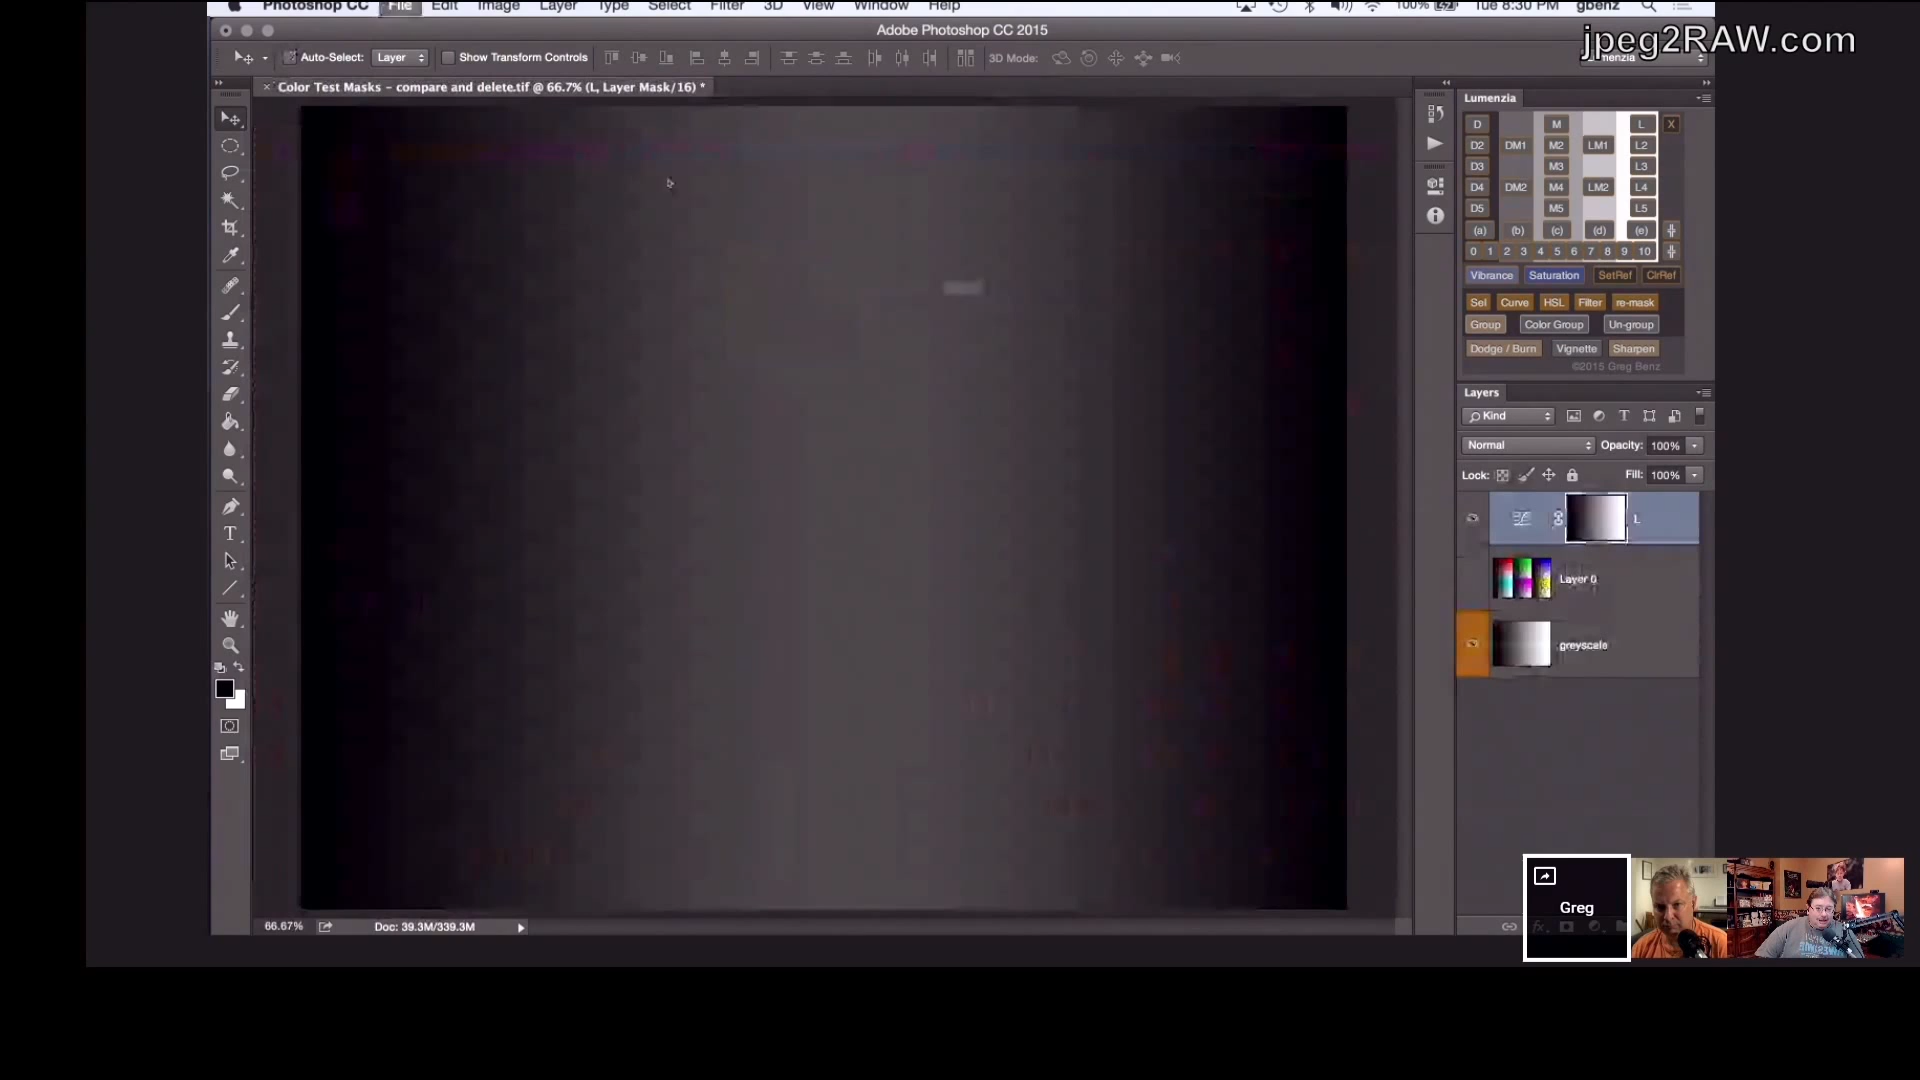 Photoshop CC File Edit Image Layer Type Select Filter 3D View Window Help 100% Tue 8:30 PM gbenz
Adobe Photoshop CC 2015
jpeg2RAW.com
Auto-Select: Layer Show Transform Controls 3D Mode:
× Color Test Masks - compare and delete.tif @ 66.7% (L, Layer Mask/16) *
Lumenzia
D M L X
D2 DM1 M2 LM1 L2
D3 M3 L3
D4 DM2 M4 LM2 L4
D5 M5 L5
(a) (b) (c) (d) (e)
0 1 2 3 4 5 6 7 8 9 10
Vibrance Saturation SetRef ClrRef
Sel Curve HSL Filter re-mask
Group Color Group Un-group
Dodge / Burn Vignette Sharpen
©2015 Greg Benz
Layers
Kind
Normal Opacity: 100%
Lock: Fill: 100%
L
Layer 0
greyscale
66.67% Doc: 39.3M/339.3M
Greg